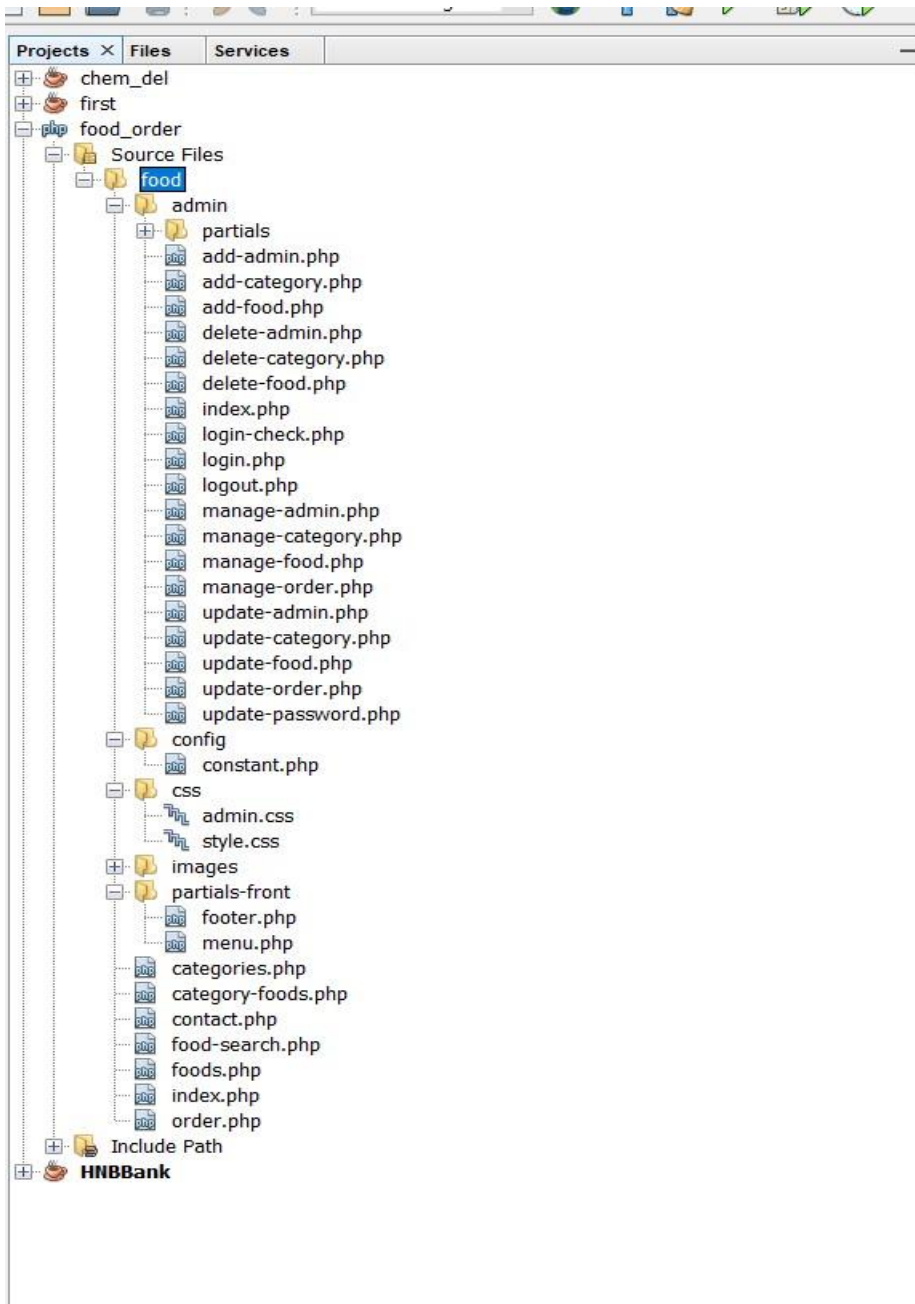 Projects Files Services
chem_del
first
food_order
Source Files
food
admin
partials
add-admin.php
add-category.php
add-food.php
delete-admin.php
delete-category.php
delete-food.php
index.php
login-check.php
login.php
logout.php
manage-admin.php
manage-category.php
manage-food.php
manage-order.php
update-admin.php
update-category.php
update-food.php
update-order.php
update-password.php
config
constant.php
css
admin.css
style.css
images
partials-front
footer.php
menu.php
categories.php
category-foods.php
contact.php
food-search.php
foods.php
index.php
order.php
Include Path
HNBBank